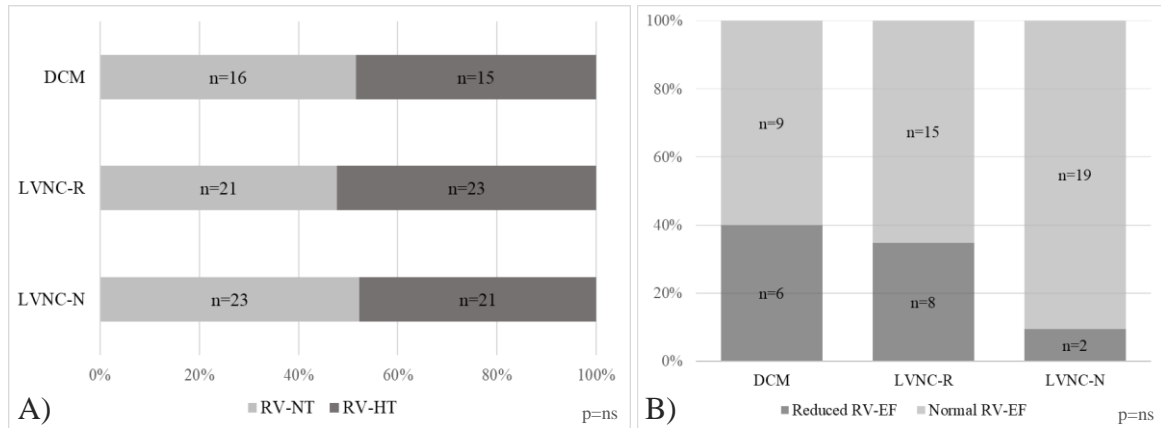 DCM
n=16 n=15
LVNC-R
n=21 n=23
LVNC-N
n=23 n=21
0% 20% 40% 60% 80% 100%
RV-NT RV-HT
A)
p=ns
100%
80%
60%
40%
20%
0%
n=9
n=15
n=19
n=6
n=8
n=2
DCM LVNC-R LVNC-N
Reduced RV-EF Normal RV-EF
B)
p=ns